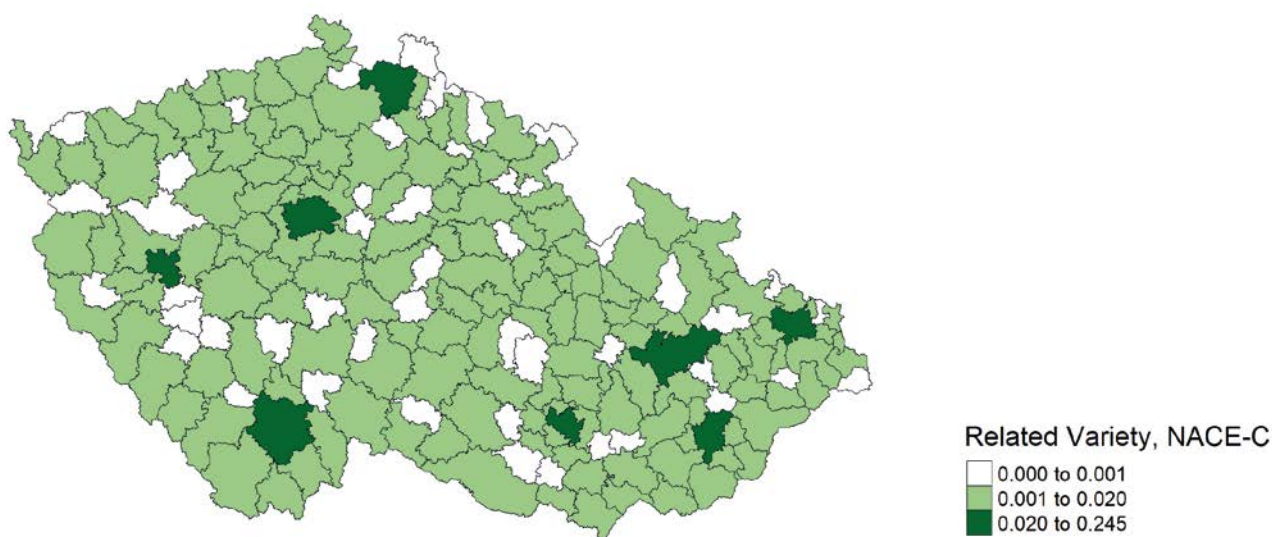 Related Variety, NACE-C
0.000 to 0.001
0.001 to 0.020
0.020 to 0.245